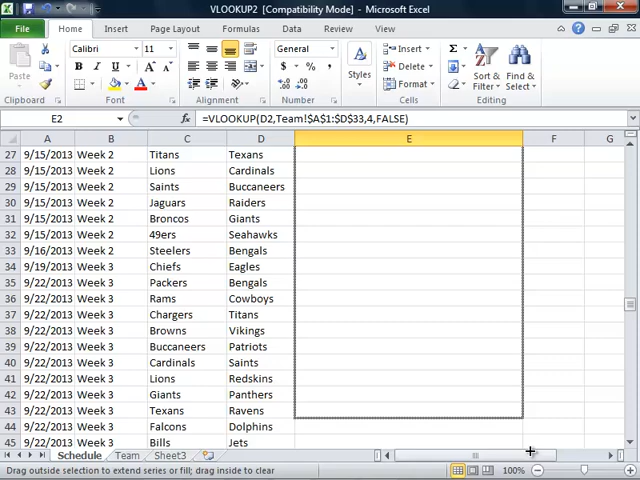 VLOOKUP2 [Compatibility Mode] - Microsoft Excel
File Home Insert Page Layout Formulas Data Review View
Paste
Calibri 11
B I U A
General
$ % ,
Styles
Insert
Delete
Format
Σ
Sort & Filter
Find & Select
Clipboard Font Alignment Number Cells Editing
E2 fx =VLOOKUP(D2,Team!$A$1:$D$33,4,FALSE)
A B C D E F G
27 9/15/2013 Week 2 Titans Texans
28 9/15/2013 Week 2 Lions Cardinals
29 9/15/2013 Week 2 Saints Buccaneers
30 9/15/2013 Week 2 Jaguars Raiders
31 9/15/2013 Week 2 Broncos Giants
32 9/15/2013 Week 2 49ers Seahawks
33 9/16/2013 Week 2 Steelers Bengals
34 9/19/2013 Week 3 Chiefs Eagles
35 9/22/2013 Week 3 Packers Bengals
36 9/22/2013 Week 3 Rams Cowboys
37 9/22/2013 Week 3 Chargers Titans
38 9/22/2013 Week 3 Browns Vikings
39 9/22/2013 Week 3 Buccaneers Patriots
40 9/22/2013 Week 3 Cardinals Saints
41 9/22/2013 Week 3 Lions Redskins
42 9/22/2013 Week 3 Giants Panthers
43 9/22/2013 Week 3 Texans Ravens
44 9/22/2013 Week 3 Falcons Dolphins
45 9/22/2013 Week 3 Bills Jets
Schedule Team Sheet3
Drag outside selection to extend series or fill; drag inside to clear 100%